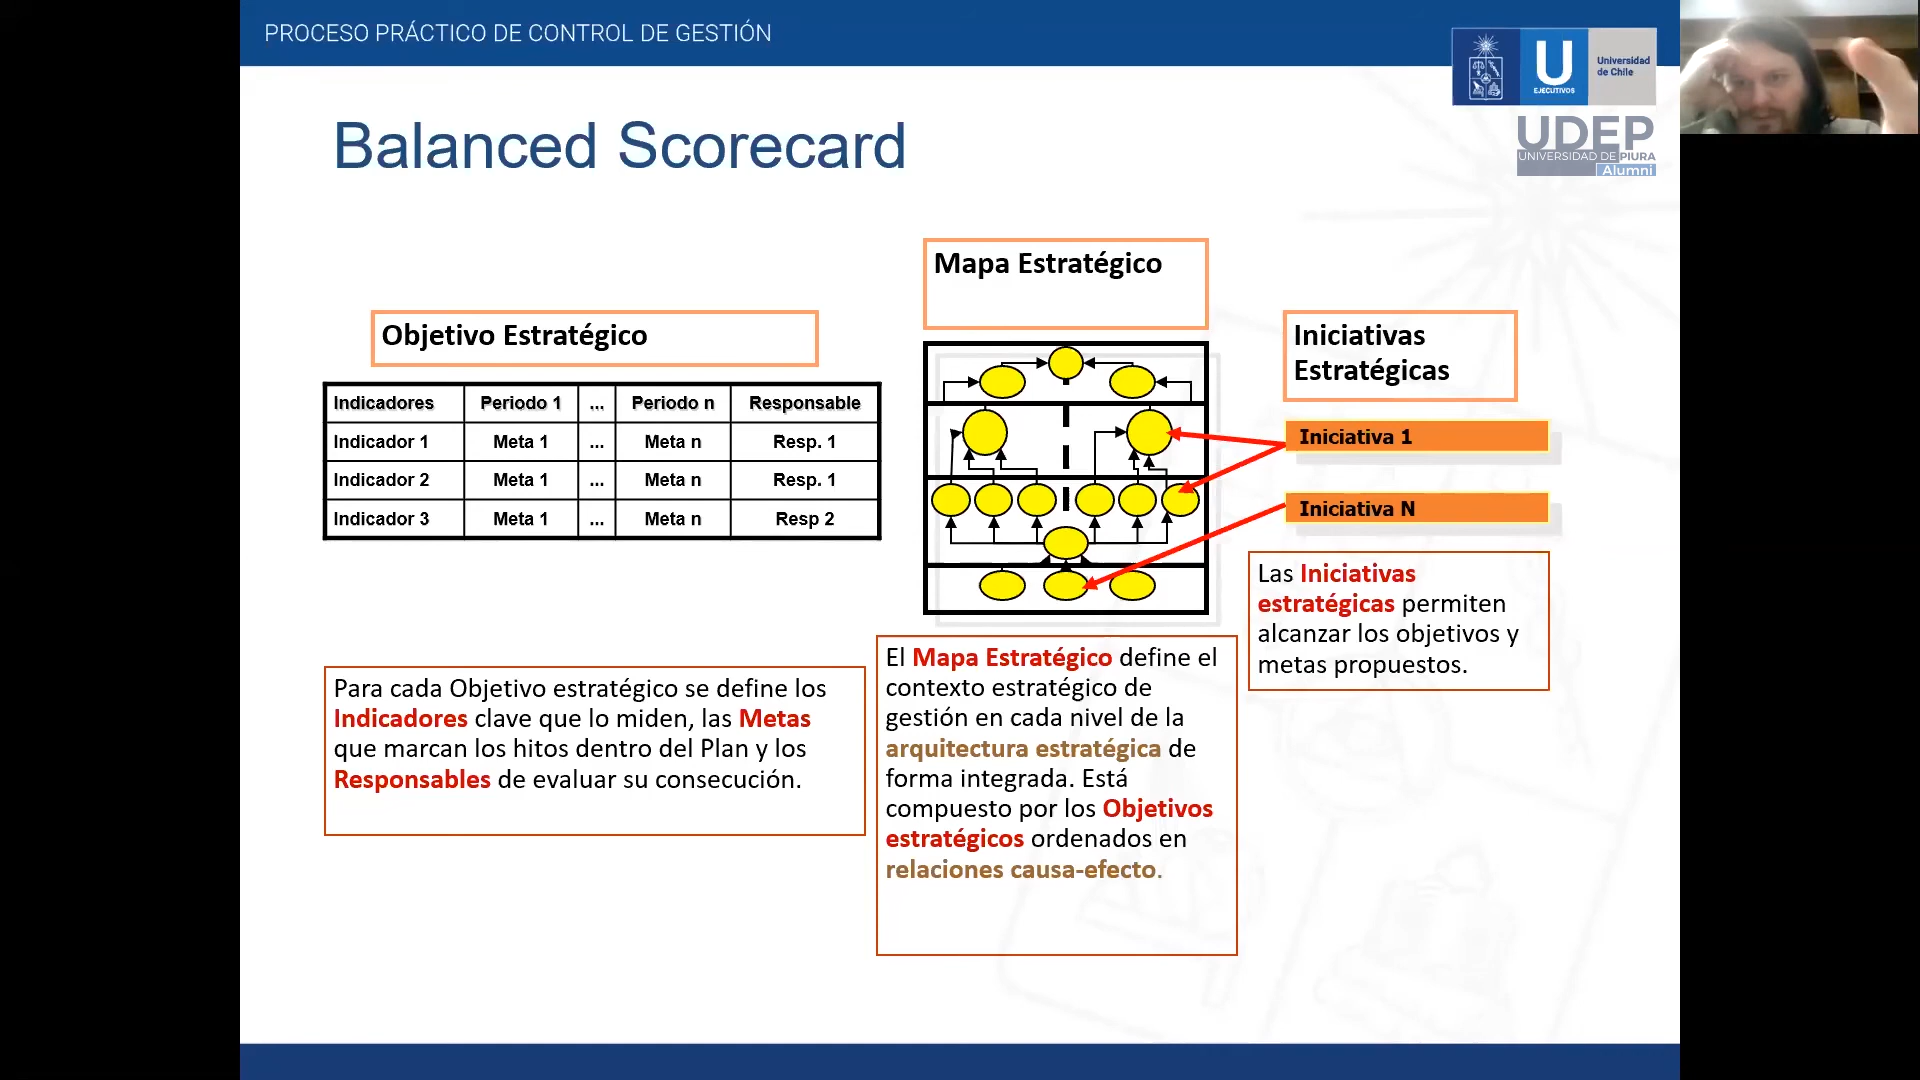 PROCESO PRÁCTICO DE CONTROL DE GESTIÓN
U
EJECUTIVOS
Universidad
de Chile
UDEP
UNIVERSIDAD DE PIURA
Alumni
Balanced Scorecard
Objetivo Estratégico
Indicadores Periodo 1 ... Periodo n Responsable
Indicador 1 Meta 1 ... Meta n Resp. 1
Indicador 2 Meta 1 ... Meta n Resp. 1
Indicador 3 Meta 1 ... Meta n Resp 2
Para cada Objetivo estratégico se define los
Indicadores clave que lo miden, las Metas
que marcan los hitos dentro del Plan y los
Responsables de evaluar su consecución.
Mapa Estratégico
El Mapa Estratégico define el
contexto estratégico de
gestión en cada nivel de la
arquitectura estratégica de
forma integrada. Está
compuesto por los Objetivos
estratégicos ordenados en
relaciones causa-efecto.
Iniciativas
Estratégicas
Iniciativa 1
Iniciativa N
Las Iniciativas
estratégicas permiten
alcanzar los objetivos y
metas propuestos.